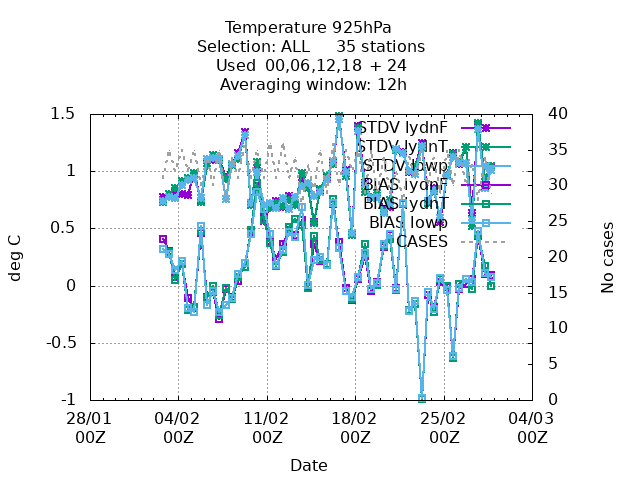 Temperature 925hPa
Selection: ALL 35 stations
Used 00,06,12,18 + 24
Averaging window: 12h
deg C
No cases
1.5
1
0.5
0
-0.5
-1
40
35
30
25
20
15
10
5
0
STDV lydnF
STDV lydnT
STDV lowp
BIAS lydnF
BIAS lydnT
BIAS lowp
CASES
28/01 04/02 11/02 18/02 25/02 04/03
00Z 00Z 00Z 00Z 00Z 00Z
Date